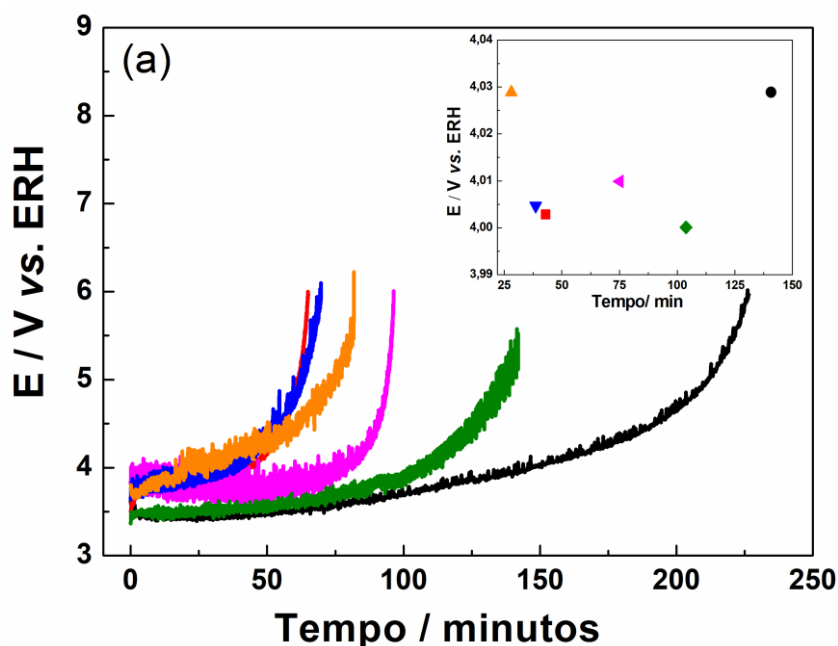 (a)
E / V vs. ERH
9
8
7
6
5
4
3
0 50 100 150 200 250
Tempo / minutos
E / V vs. ERH
4,04
4,03
4,02
4,01
4,00
3,99
25 50 75 100 125 150
Tempo/ min